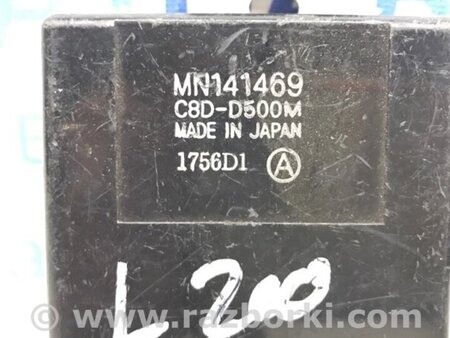 MN141469
C8D-D500M
MADE IN JAPAN
1756D1 A
L200
www.razborki.com